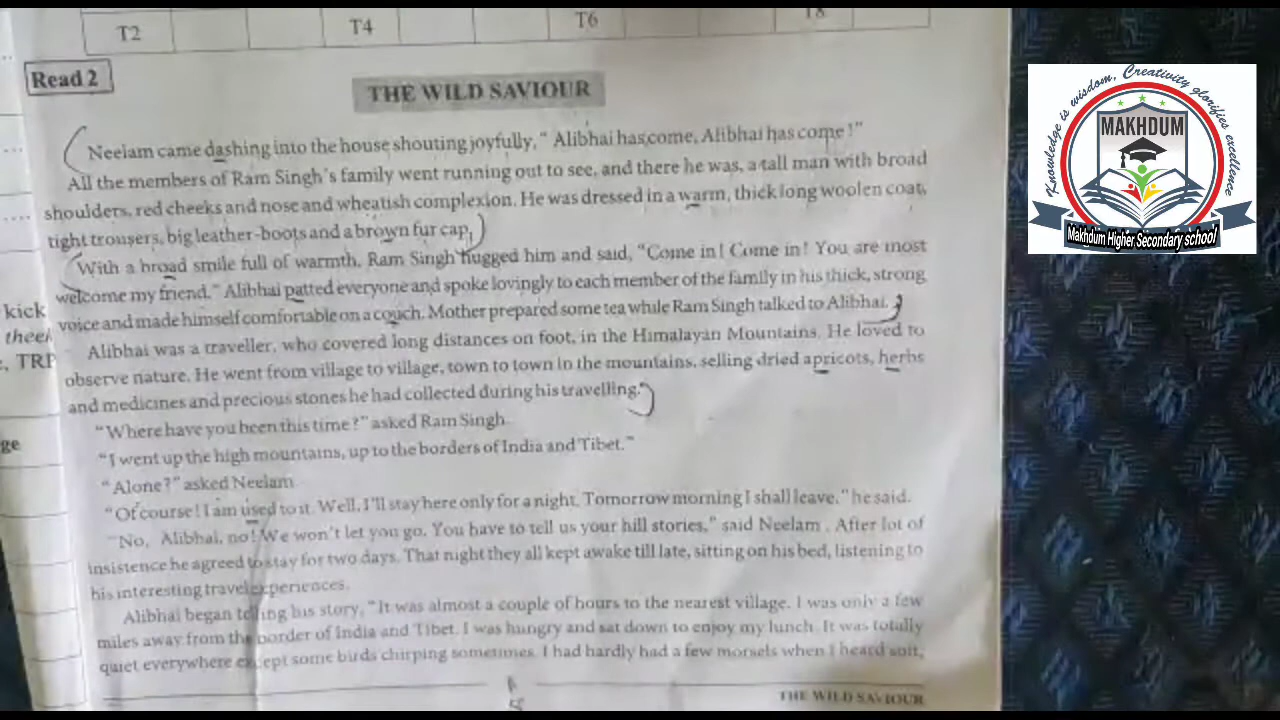 T2 T4 T6 T8
Read 2
THE WILD SAVIOUR
Neelam came dashing into the house shouting joyfully, " Alibhai has come, Alibhai has come !"
All the members of Ram Singh's family went running out to see, and there he was, a tall man with broad
shoulders, red cheeks and nose and wheatish complexion. He was dressed in a warm, thick long woolen coat,
tight trousers, big leather-boots and a brown fur cap.
With a broad smile full of warmth, Ram Singh hugged him and said, "Come in! Come in! You are most
welcome my friend." Alibhai patted everyone and spoke lovingly to each member of the family in his thick, strong
voice and made himself comfortable on a couch. Mother prepared some tea while Ram Singh talked to Alibhai.
Alibhai was a traveller, who covered long distances on foot, in the Himalayan Mountains. He loved to
observe nature. He went from village to village, town to town in the mountains, selling dried apricots, herbs
and medicines and precious stones he had collected during his travelling.
"Where have you been this time?" asked Ram Singh.
"I went up the high mountains, up to the borders of India and Tibet."
"Alone?" asked Neelam.
"Of course! I am used to it. Well, I'll stay here only for a night. Tomorrow morning I shall leave," he said.
"No, Alibhai, no! We won't let you go. You have to tell us your hill stories," said Neelam . After lot of
insistence he agreed to stay for two days. That night they all kept awake till late, sitting on his bed, listening to
his interesting travel experiences.
Alibhai began telling his story, "It was almost a couple of hours to the nearest village. I was only a few
miles away from the border of India and Tibet. I was hungry and sat down to enjoy my lunch. It was totally
quiet everywhere except some birds chirping sometimes. I had hardly had a few morsels when I heard soft,
THE WILD SAVIOUR
kick
TRP
ge
Knowledge is wisdom, Creativity glorifies excellence
MAKHDUM
Makhdum Higher Secondary school